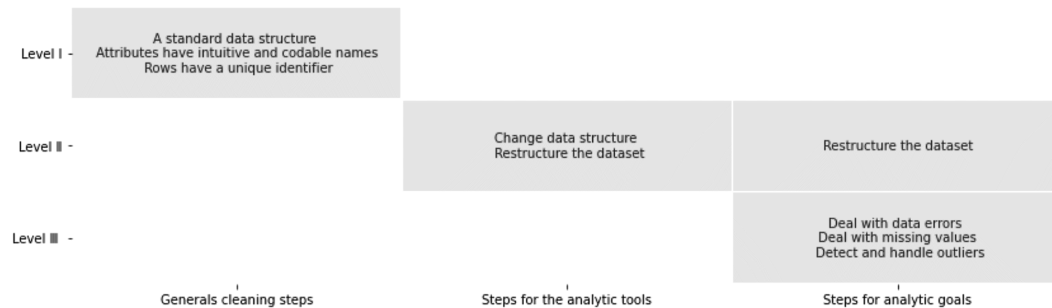 A standard data structure
Level I
Attributes have intuitive and codable names
Rows have a unique identifier
Change data structure
Level II
Restructure the dataset
Restructure the dataset
Deal with data errors
Level III
Deal with missing values
Detect and handle outliers
Generals cleaning steps
Steps for the analytic tools
Steps for analytic goals